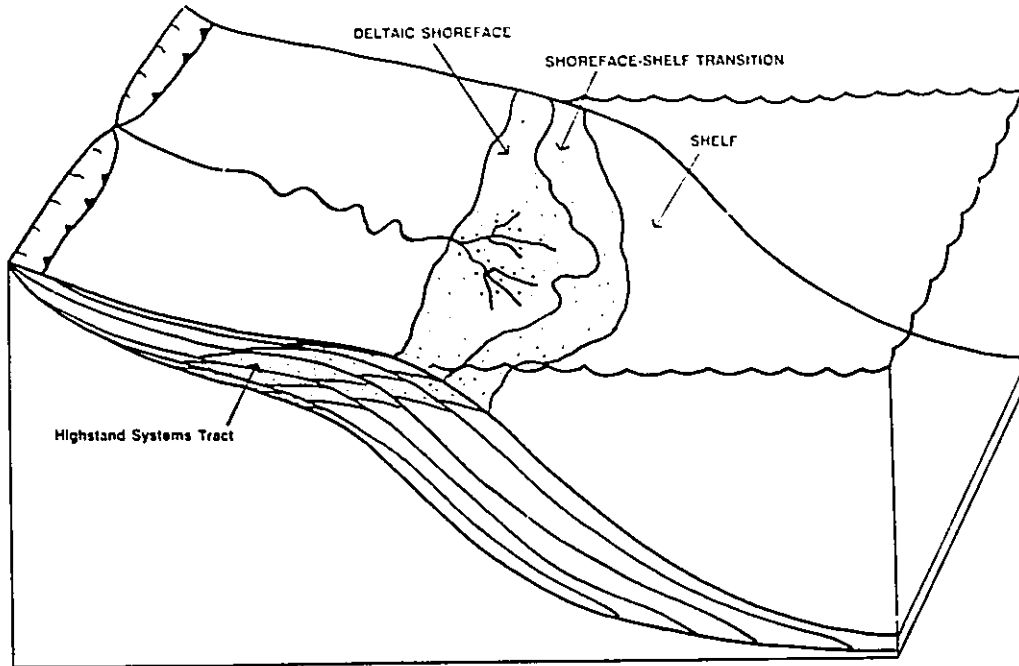 DELTAIC SHOREFACE
SHOREFACE-SHELF TRANSITION
SHELF
Highstand Systems Tract